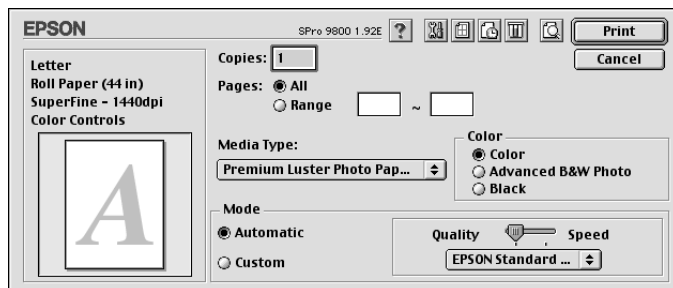 EPSON
SPro 9800 1.92E
?
Print
Cancel
Letter
Roll Paper (44 in)
SuperFine - 1440dpi
Color Controls
A
Copies: 1
Pages: All
Range ~
Media Type:
Premium Luster Photo Pap...
Color
Color
Advanced B&W Photo
Black
Mode
Automatic
Custom
Quality Speed
EPSON Standard ...